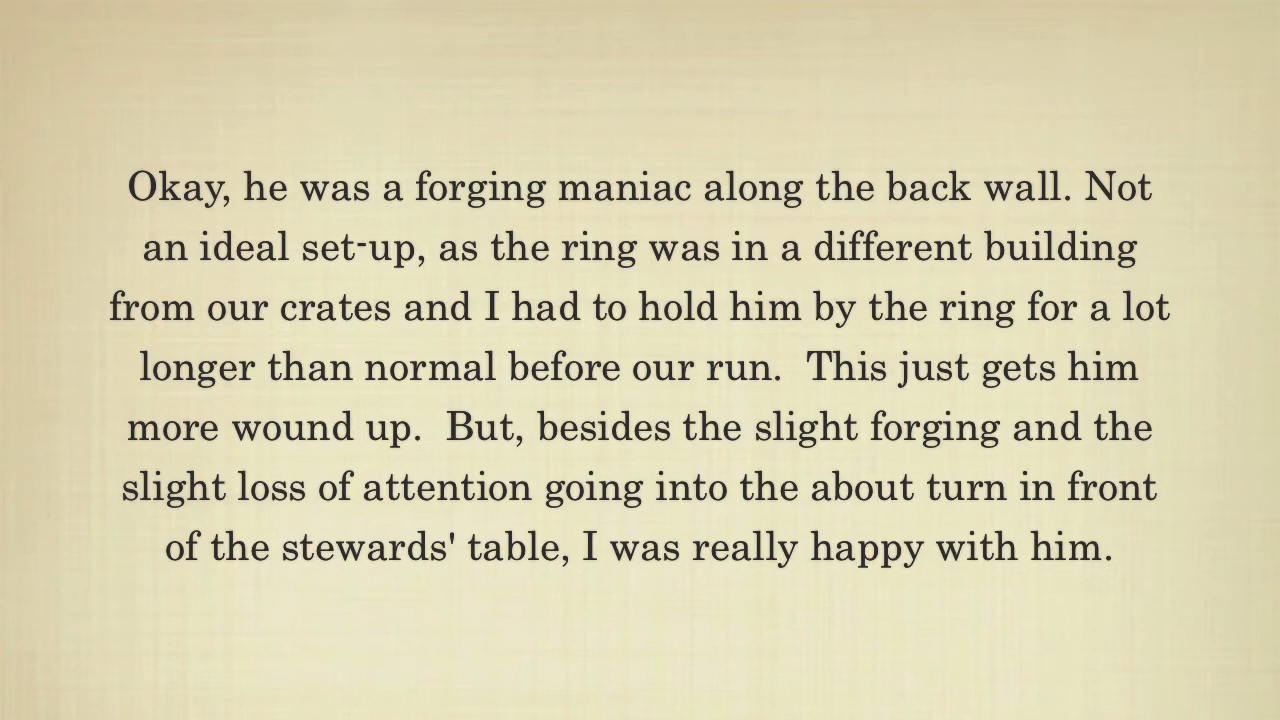 Okay, he was a forging maniac along the back wall. Not
an ideal set-up, as the ring was in a different building
from our crates and I had to hold him by the ring for a lot
longer than normal before our run.  This just gets him
more wound up.  But, besides the slight forging and the
slight loss of attention going into the about turn in front
of the stewards' table, I was really happy with him.